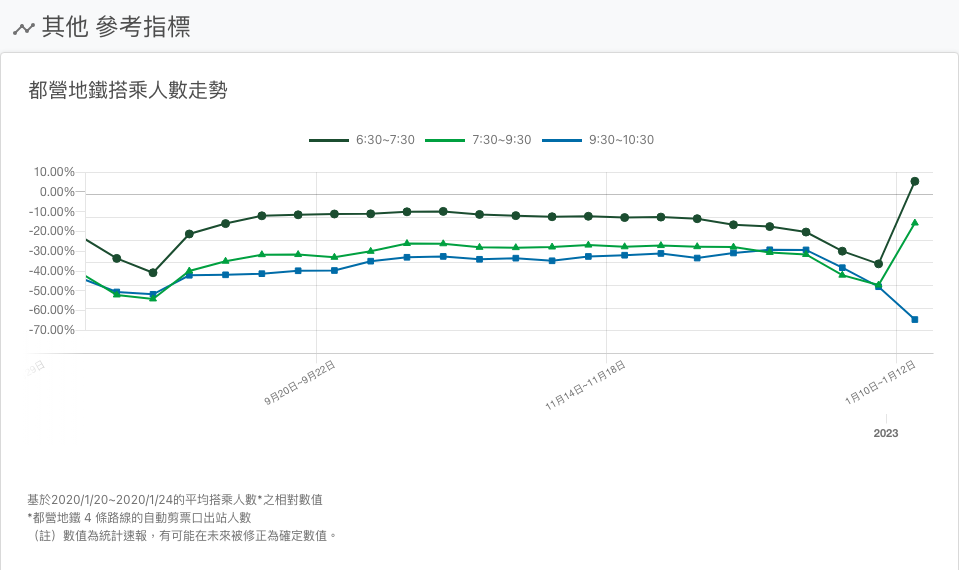 其他 參考指標
都營地鐵搭乘人數走勢
6:30~7:30 7:30~9:30 9:30~10:30
10.00%
0.00%
-10.00%
-20.00%
-30.00%
-40.00%
-50.00%
-60.00%
-70.00%
9月20日~9月22日 11月14日~11月18日 1月10日~1月12日
2023
基於2020/1/20~2020/1/24的平均搭乘人數*之相對數值
*都營地鐵 4 條路線的自動剪票口出站人數
（註）數值為統計速報，有可能在未來被修正為確定數值。